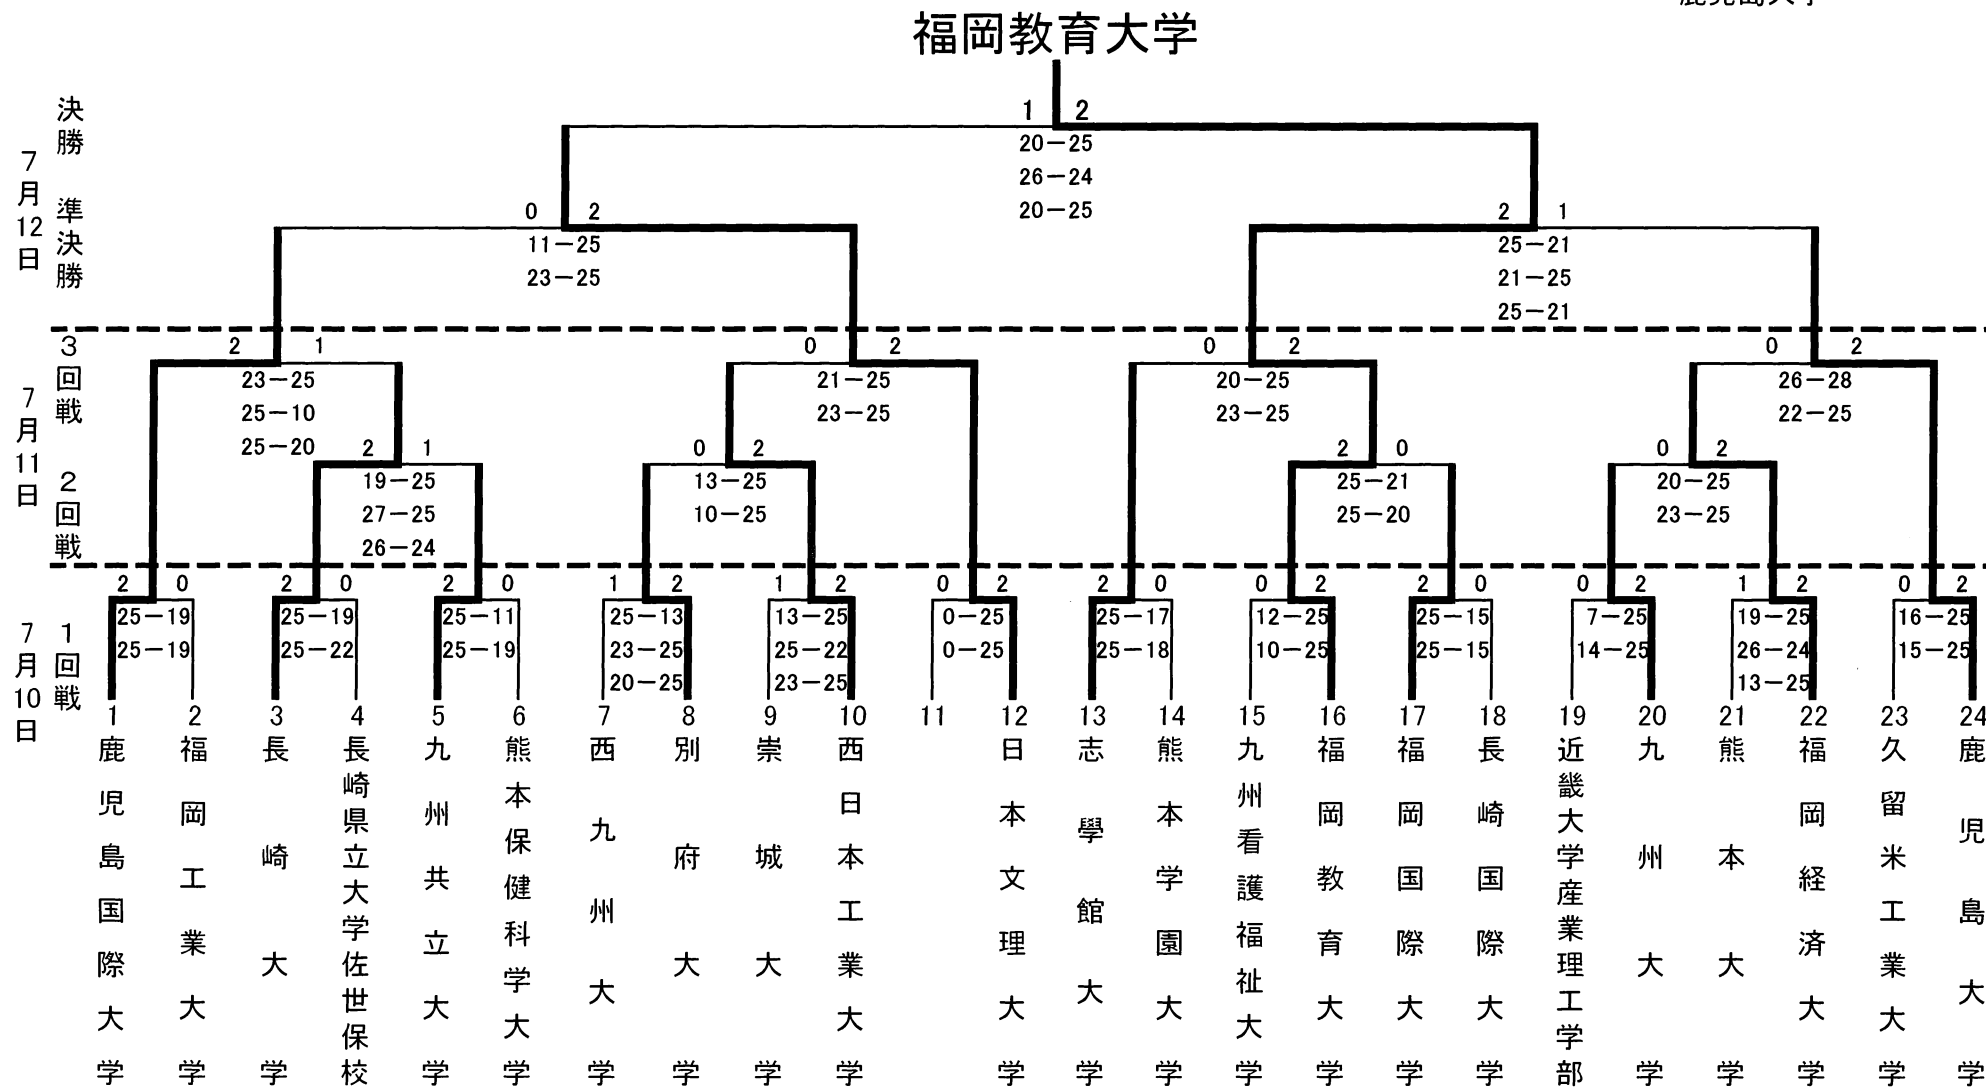 福岡教育大学
決勝
1 2
20-25
26-24
20-25
7月12日
準決勝
0 2
11-25
23-25
2 1
25-21
21-25
25-21
7月11日
3回戦
2 1
23-25
25-10
25-20
0 2
21-25
23-25
0 2
20-25
23-25
0 2
26-28
22-25
2回戦
2 1
19-25
27-25
26-24
0 2
13-25
10-25
2 0
25-21
25-20
0 2
20-25
23-25
7月10日
1回戦
2 0
25-19
25-19
2 0
25-19
25-22
2 0
25-11
25-19
1 2
25-13
23-25
20-25
1 2
13-25
25-22
23-25
0 2
0-25
0-25
2 0
25-17
25-18
0 2
12-25
10-25
2 0
25-15
25-15
0 2
7-25
14-25
1 2
19-25
26-24
13-25
0 2
16-25
15-25
1 鹿児島国際大学
2 福岡工業大学
3 長崎大学
4 長崎県立大学佐世保校
5 九州共立大学
6 熊本保健科学大学
7 西九州大学
8 別府大学
9 崇城大学
10 西日本工業大学
11
12 日本文理大学
13 志學館大学
14 熊本学園大学
15 九州看護福祉大学
16 福岡教育大学
17 福岡国際大学
18 長崎国際大学
19 近畿大学産業理工学部
20 九州大学
21 熊本大学
22 福岡経済大学
23 久留米工業大学
24 鹿児島大学